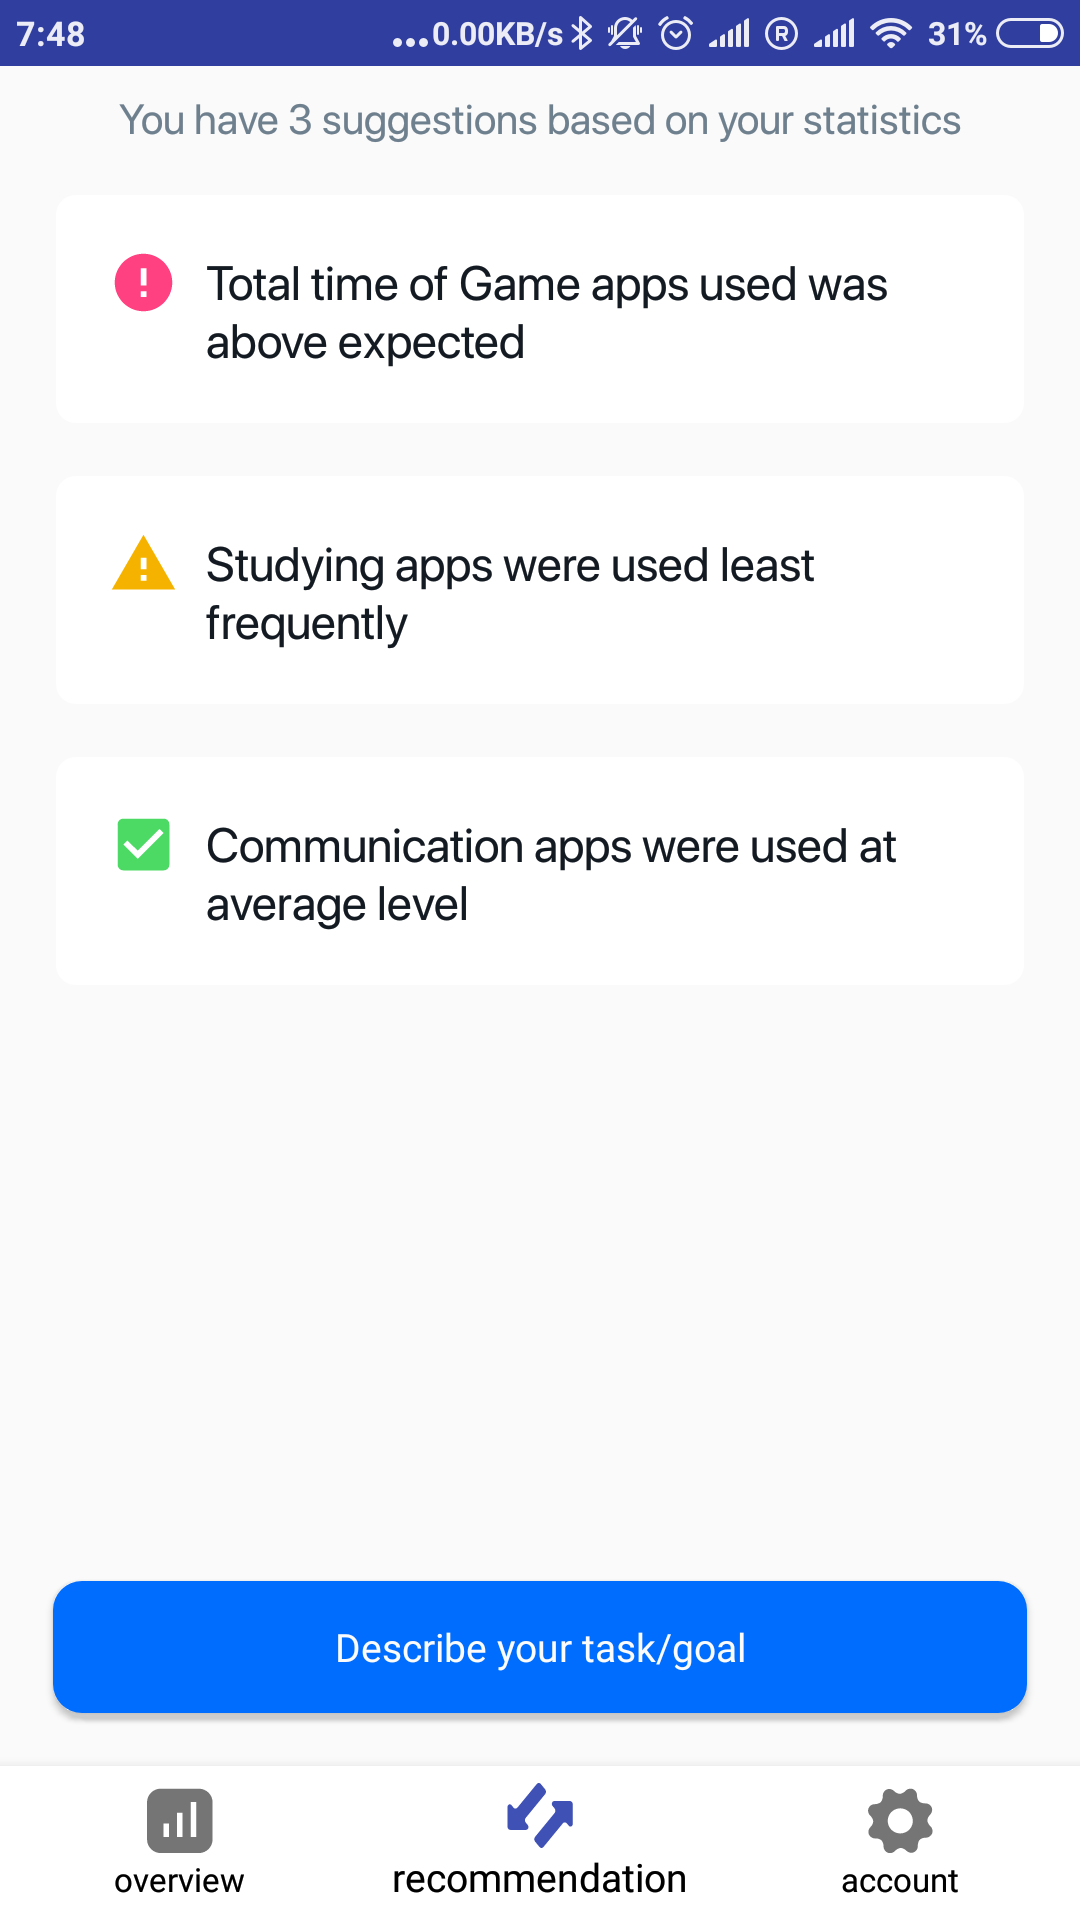 7:48 ...0.00KB/s R 31%
You have 3 suggestions based on your statistics
Total time of Game apps used was
above expected
Studying apps were used least
frequently
Communication apps were used at
average level
Describe your task/goal
overview recommendation account